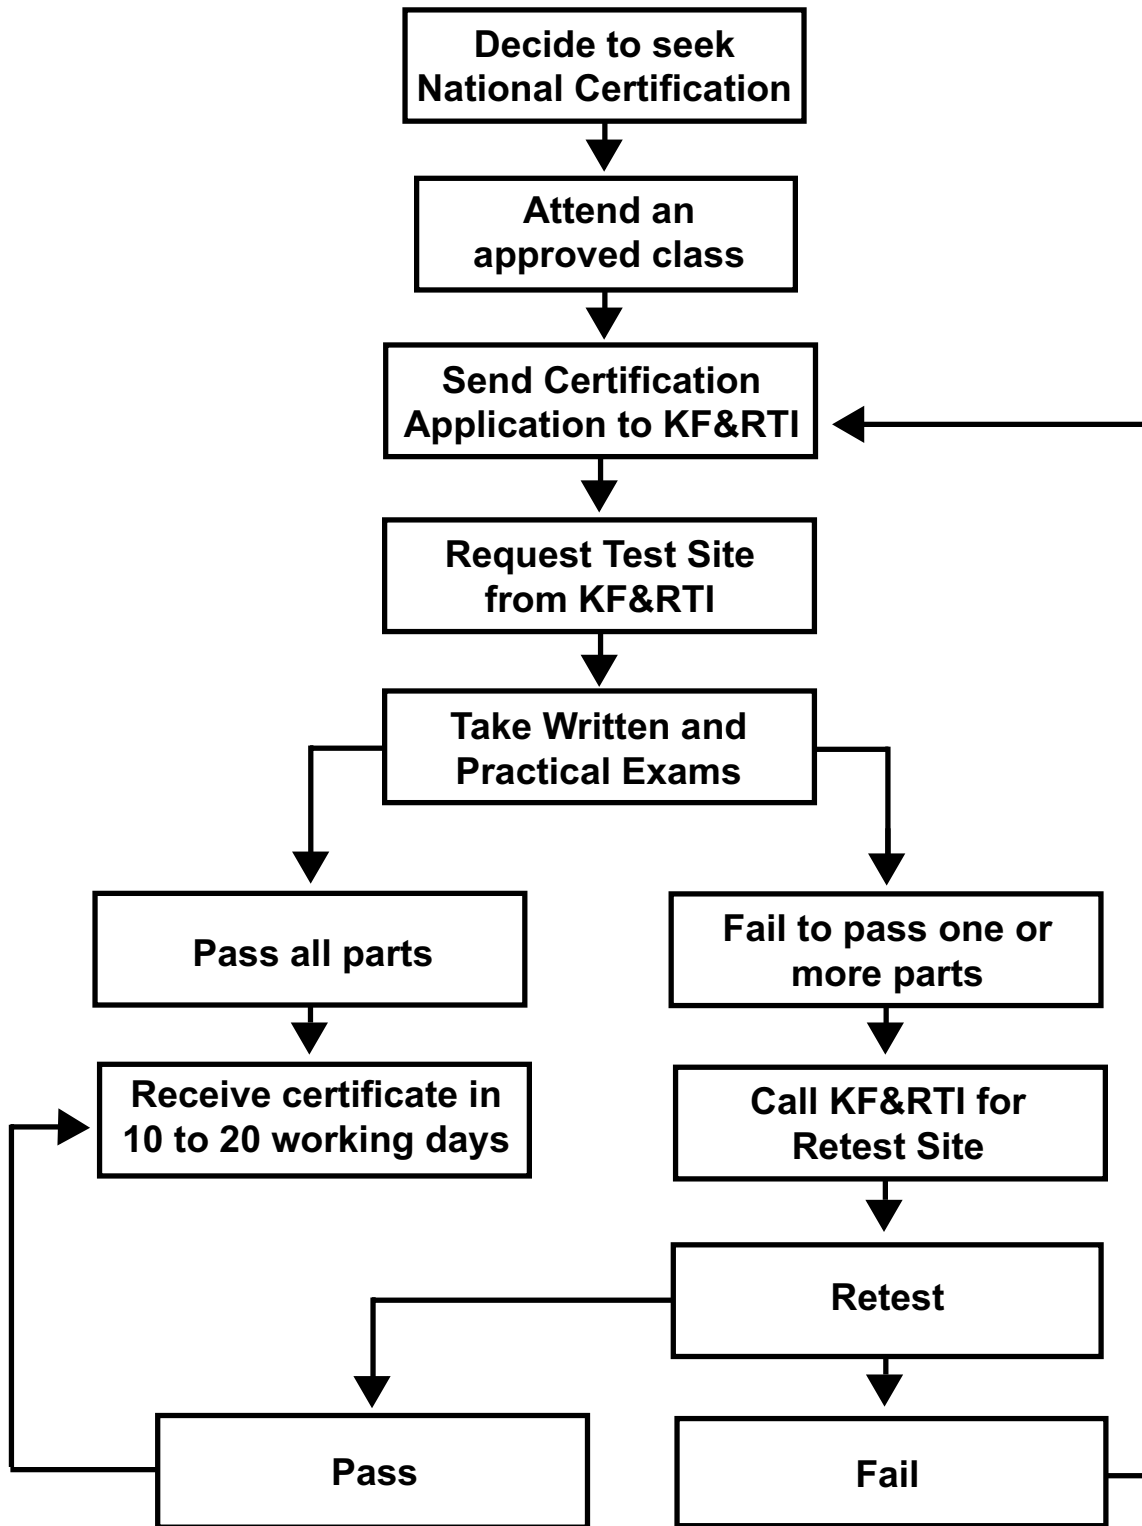 Decide to seek
National Certification
Attend an
approved class
Send Certification
Application to KF&RTI
Request Test Site
from KF&RTI
Take Written and
Practical Exams
Pass all parts
Fail to pass one or
more parts
Receive certificate in
10 to 20 working days
Call KF&RTI for
Retest Site
Retest
Pass
Fail